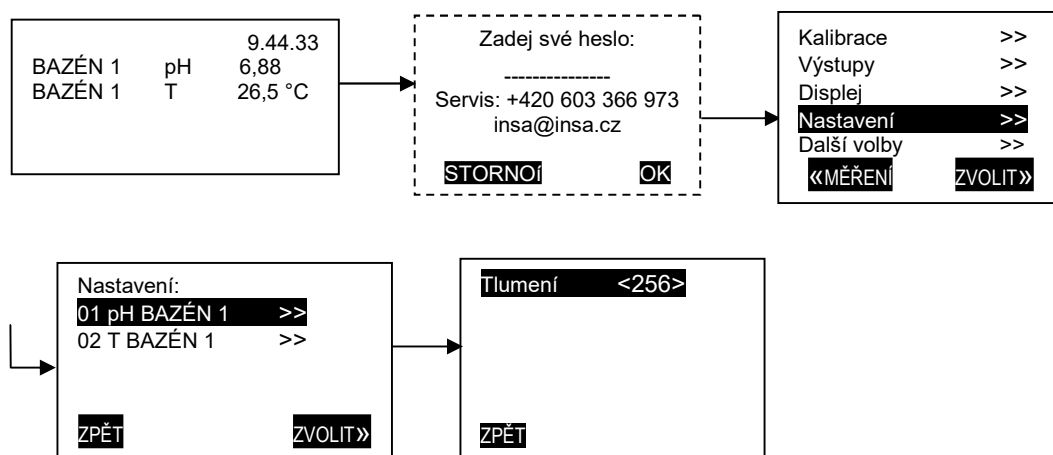 9.44.33
BAZÉN 1 pH 6,88
BAZÉN 1 T 26,5 °C
Zadej své heslo:
---------------
Servis: +420 603 366 973
insa@insa.cz
STORNOí OK
Kalibrace >>
Výstupy >>
Displej >>
Nastavení >>
Další volby >>
«MĚŘENÍ ZVOLIT»
Nastavení:
01 pH BAZÉN 1 >>
02 T BAZÉN 1 >>
ZPĚT ZVOLIT»
Tlumení <256>
ZPĚT